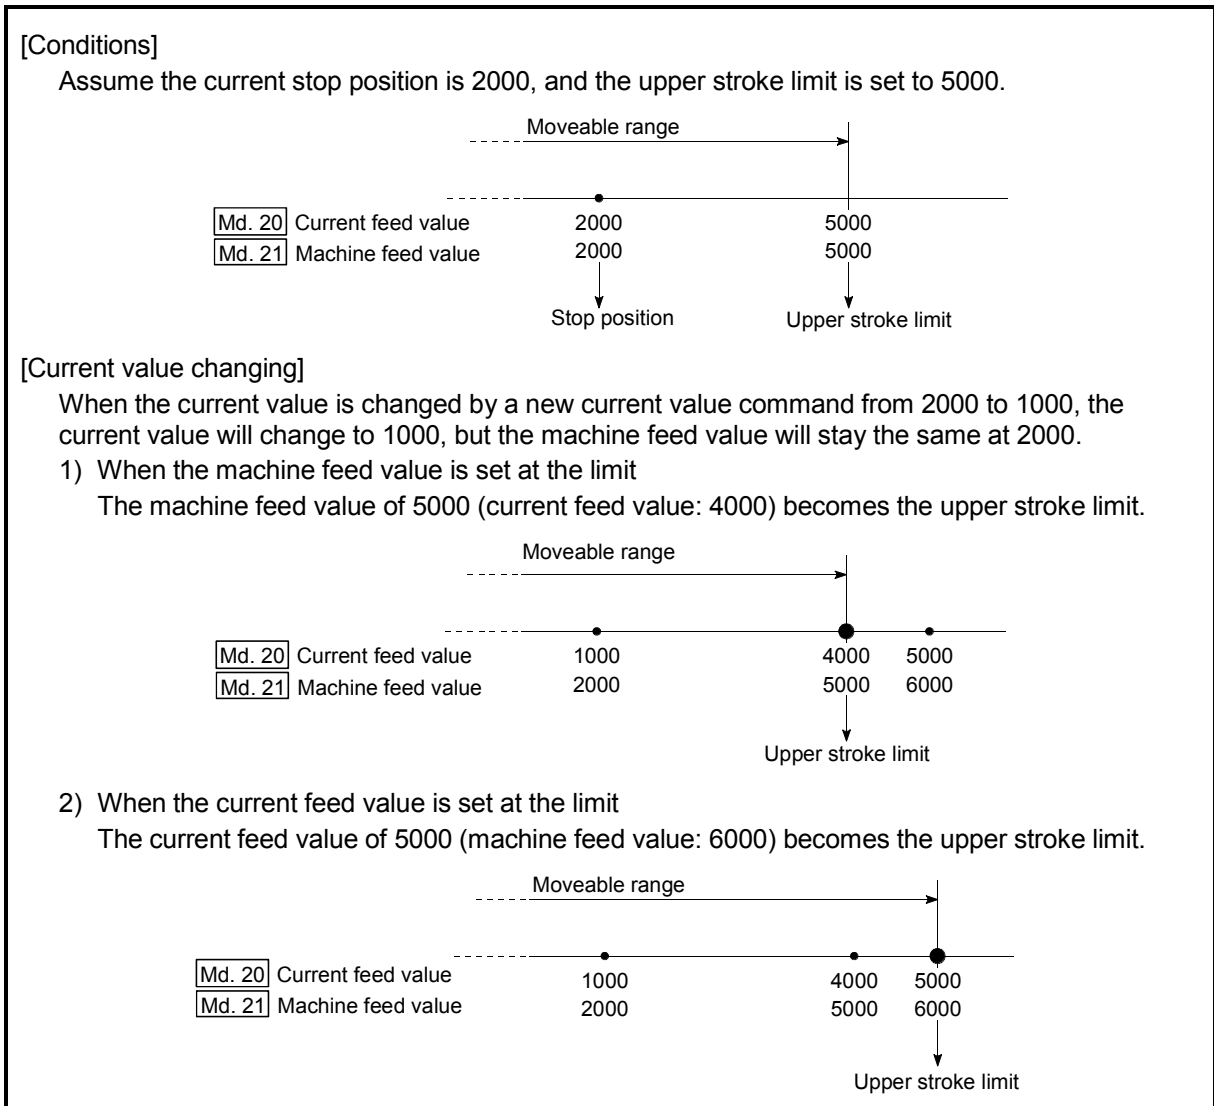 [Conditions]
Assume the current stop position is 2000, and the upper stroke limit is set to 5000.
Moveable range
Md. 20 Current feed value 2000 5000
Md. 21 Machine feed value 2000 5000
Stop position Upper stroke limit
[Current value changing]
When the current value is changed by a new current value command from 2000 to 1000, the
current value will change to 1000, but the machine feed value will stay the same at 2000.
1) When the machine feed value is set at the limit
The machine feed value of 5000 (current feed value: 4000) becomes the upper stroke limit.
Moveable range
Md. 20 Current feed value 1000 4000 5000
Md. 21 Machine feed value 2000 5000 6000
Upper stroke limit
2) When the current feed value is set at the limit
The current feed value of 5000 (machine feed value: 6000) becomes the upper stroke limit.
Moveable range
Md. 20 Current feed value 1000 4000 5000
Md. 21 Machine feed value 2000 5000 6000
Upper stroke limit